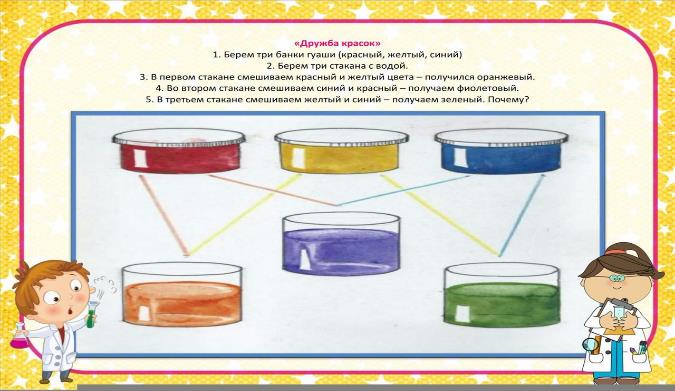 «Дружба красок»
1. Берем три банки гуаши (красный, желтый, синий)
2. Берем три стакана с водой.
3. В первом стакане смешиваем красный и желтый цвета – получился оранжевый.
4. Во втором стакане смешиваем синий и красный – получаем фиолетовый.
5. В третьем стакане смешиваем желтый и синий – получаем зеленый. Почему?